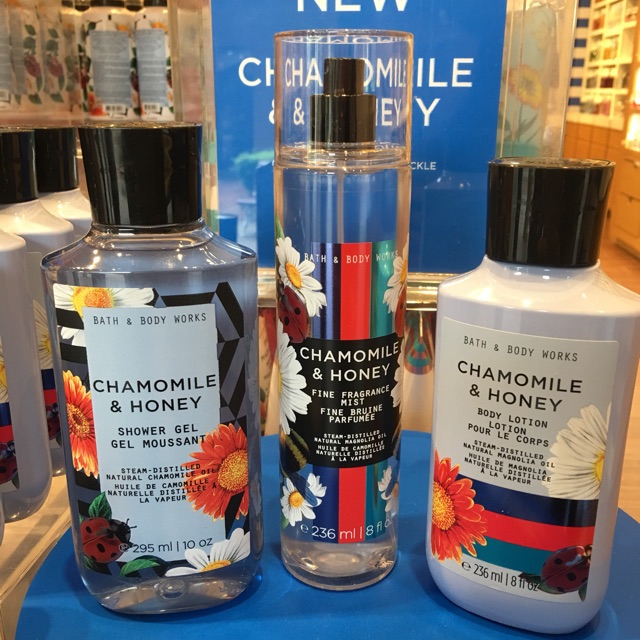 NEW
CHAMOMILE
& HONEY
BATH & BODY WORKS
CHAMOMILE
& HONEY
SHOWER GEL
GEL MOUSSANT
STEAM-DISTILLED
NATURAL CHAMOMILE OIL
HUILE DE CAMOMILLE
NATURELLE DISTILLÉE À
LA VAPEUR
e 295 ml | 10 oz
BATH & BODY WORKS
CHAMOMILE
& HONEY
FINE FRAGRANCE
MIST
FINE BRUINE
PARFUMÉE
STEAM-DISTILLED
NATURAL MAGNOLIA OIL
HUILE DE CAMOMILLE
NATURELLE DISTILLÉE
À LA VAPEUR
e 236 ml | 8 fl oz
BATH & BODY WORKS
CHAMOMILE
& HONEY
BODY LOTION
LOTION
POUR LE CORPS
STEAM-DISTILLED
NATURAL MAGNOLIA OIL
HUILE DE MAGNOLIA
NATURELLE DISTILLÉE
À LA VAPEUR
e 236 ml | 8 fl oz